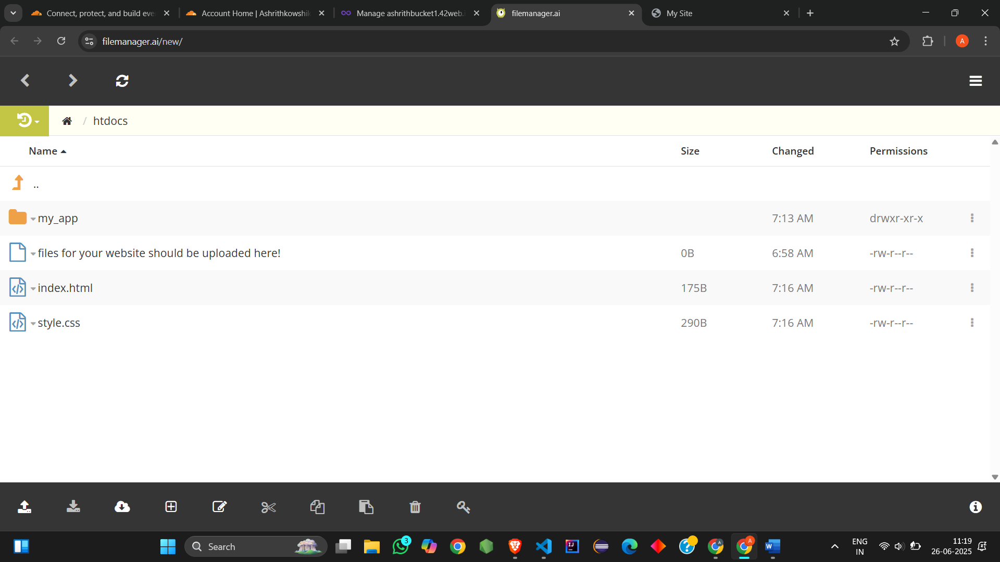 Connect, protect, and build eve
Account Home | Ashrithkowshik
Manage ashrithbucket1.42web.i
filemanager.ai
My Site
filemanager.ai/new/
A
/ htdocs
Name Size Changed Permissions
..
my_app 7:13 AM drwxr-xr-x
files for your website should be uploaded here! 0B 6:58 AM -rw-r--r--
index.html 175B 7:16 AM -rw-r--r--
style.css 290B 7:16 AM -rw-r--r--
Search
3
ENG
IN
11:19
26-06-2025